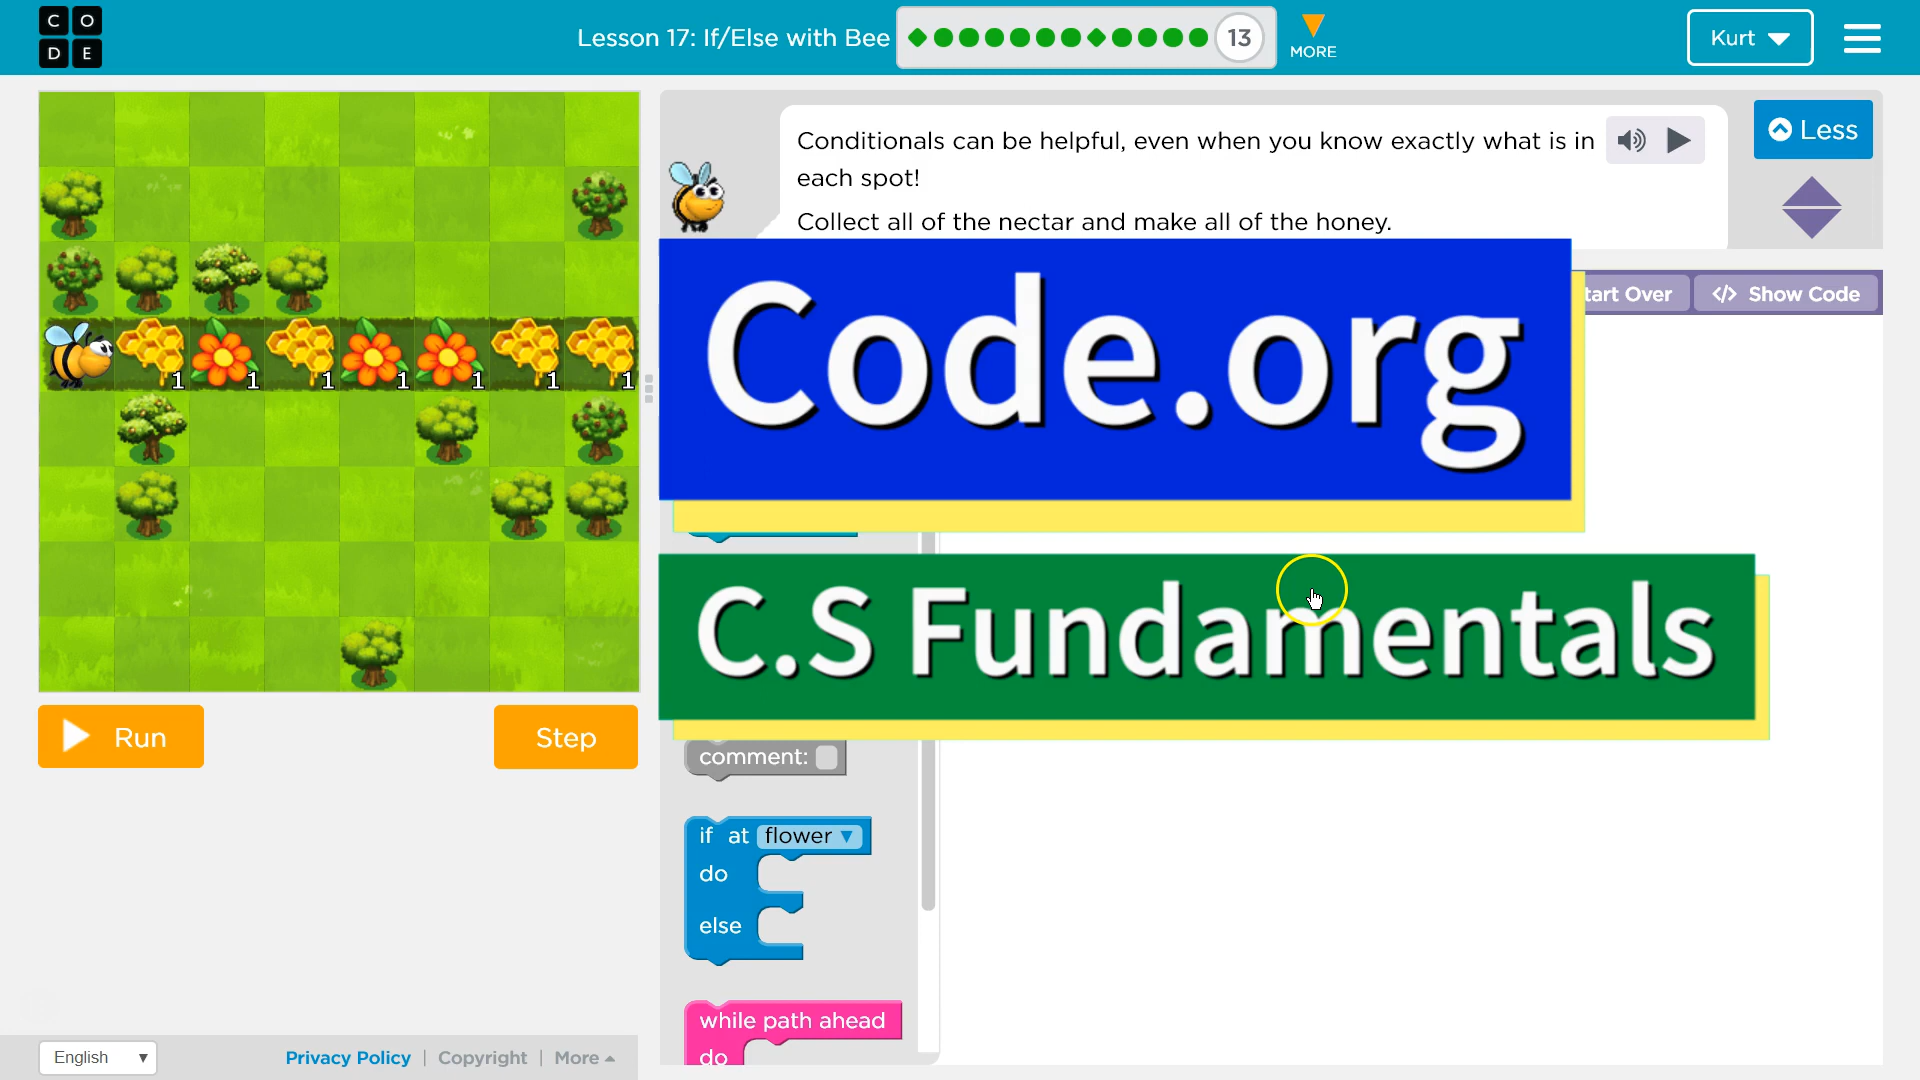 C O
D E
Lesson 17: If/Else with Bee
13
MORE
Kurt
Conditionals can be helpful, even when you know exactly what is in
each spot!
Collect all of the nectar and make all of the honey.
Less
tart Over
</> Show Code
Code.org
C.S Fundamentals
1 1 1 1 1 1 1
Run
Step
comment:
if at flower
do
else
while path ahead
do
English
Privacy Policy | Copyright | More